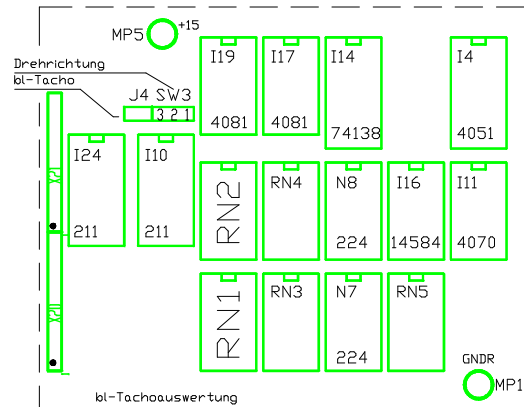 MP5 +15
Drehrichtung
bl-Tacho
J4 SW3
3 2 1
I19 I17 I14 I4
4081 4081 74138 4051
X21
I24 I10
211 211
RN2 RN4 N8 I16 I11
224 14584 4070
X20
RN1 RN3 N7 RN5
224
GNDR
MP1
bl-Tachoauswertung